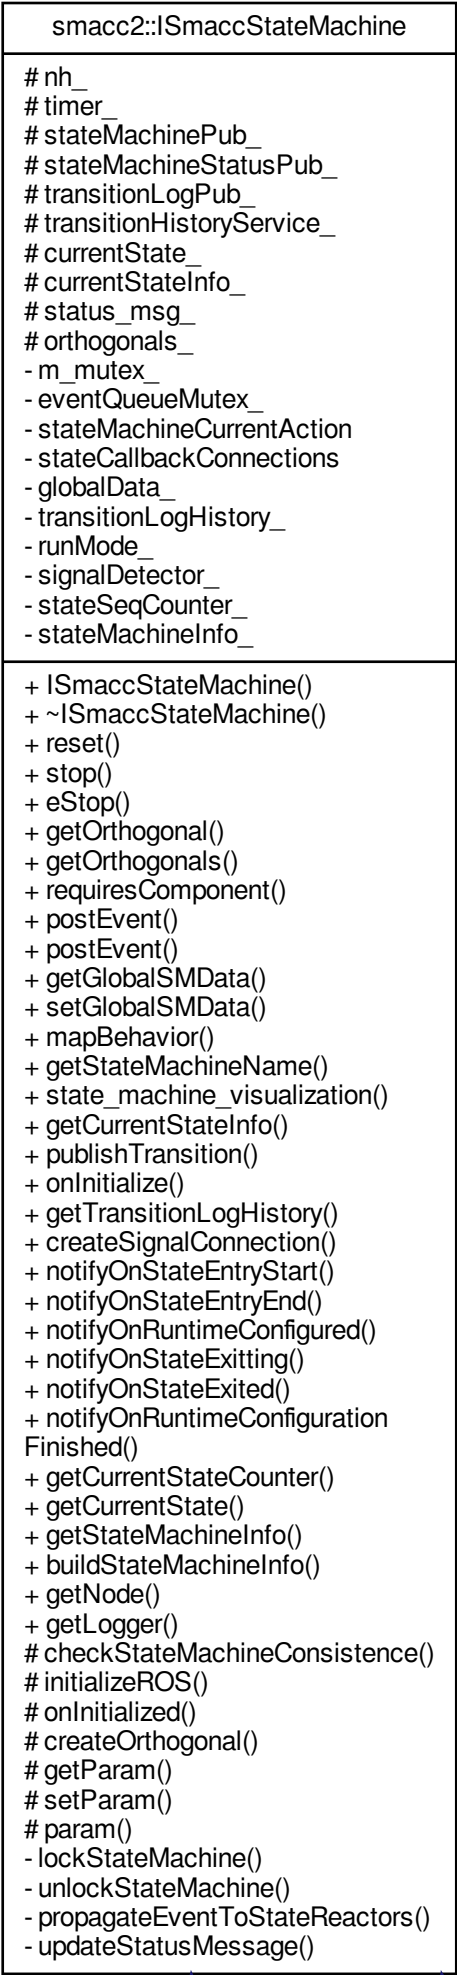 smacc2::ISmaccStateMachine
# nh_
# timer_
# stateMachinePub_
# stateMachineStatusPub_
# transitionLogPub_
# transitionHistoryService_
# currentState_
# currentStateInfo_
# status_msg_
# orthogonals_
- m_mutex_
- eventQueueMutex_
- stateMachineCurrentAction
- stateCallbackConnections
- globalData_
- transitionLogHistory_
- runMode_
- signalDetector_
- stateSeqCounter_
- stateMachineInfo_
+ ISmaccStateMachine()
+ ~ISmaccStateMachine()
+ reset()
+ stop()
+ eStop()
+ getOrthogonal()
+ getOrthogonals()
+ requiresComponent()
+ postEvent()
+ postEvent()
+ getGlobalSMData()
+ setGlobalSMData()
+ mapBehavior()
+ getStateMachineName()
+ state_machine_visualization()
+ getCurrentStateInfo()
+ publishTransition()
+ onInitialize()
+ getTransitionLogHistory()
+ createSignalConnection()
+ notifyOnStateEntryStart()
+ notifyOnStateEntryEnd()
+ notifyOnRuntimeConfigured()
+ notifyOnStateExitting()
+ notifyOnStateExited()
+ notifyOnRuntimeConfiguration
Finished()
+ getCurrentStateCounter()
+ getCurrentState()
+ getStateMachineInfo()
+ buildStateMachineInfo()
+ getNode()
+ getLogger()
# checkStateMachineConsistence()
# initializeROS()
# onInitialized()
# createOrthogonal()
# getParam()
# setParam()
# param()
- lockStateMachine()
- unlockStateMachine()
- propagateEventToStateReactors()
- updateStatusMessage()